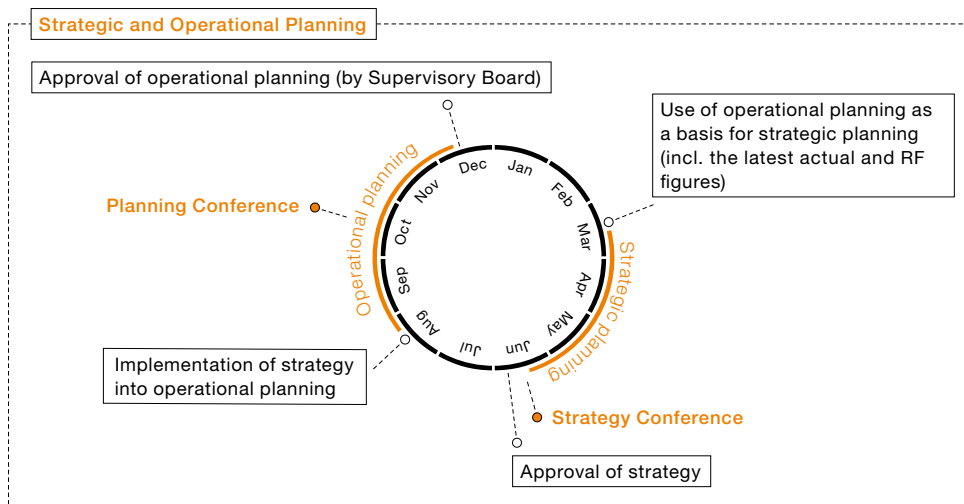 Strategic and Operational Planning
Approval of operational planning (by Supervisory Board)
Use of operational planning as
a basis for strategic planning
(incl. the latest actual and RF
figures)
Planning Conference
Operational planning
Jan
Feb
Mar
Apr
May
Jun
Jul
Aug
Sep
Oct
Nov
Dec
Strategic planning
Implementation of strategy
into operational planning
Strategy Conference
Approval of strategy